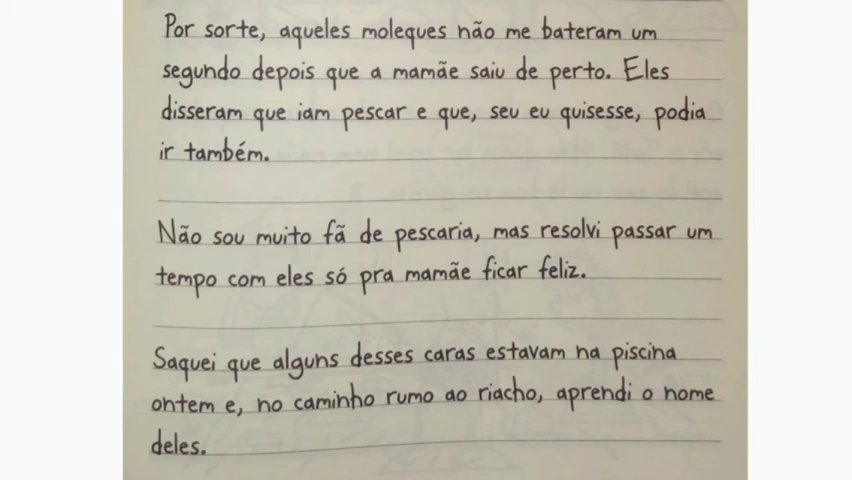 Por sorte, aqueles moleques não me bateram um
segundo depois que a mamãe saiu de perto. Eles
disseram que iam pescar e que, seu eu quisesse, podia
ir também.
Não sou muito fã de pescaria, mas resolvi passar um
tempo com eles só pra mamãe ficar feliz.
Saquei que alguns desses caras estavam na piscina
ontem e, no caminho rumo ao riacho, aprendi o nome
deles.